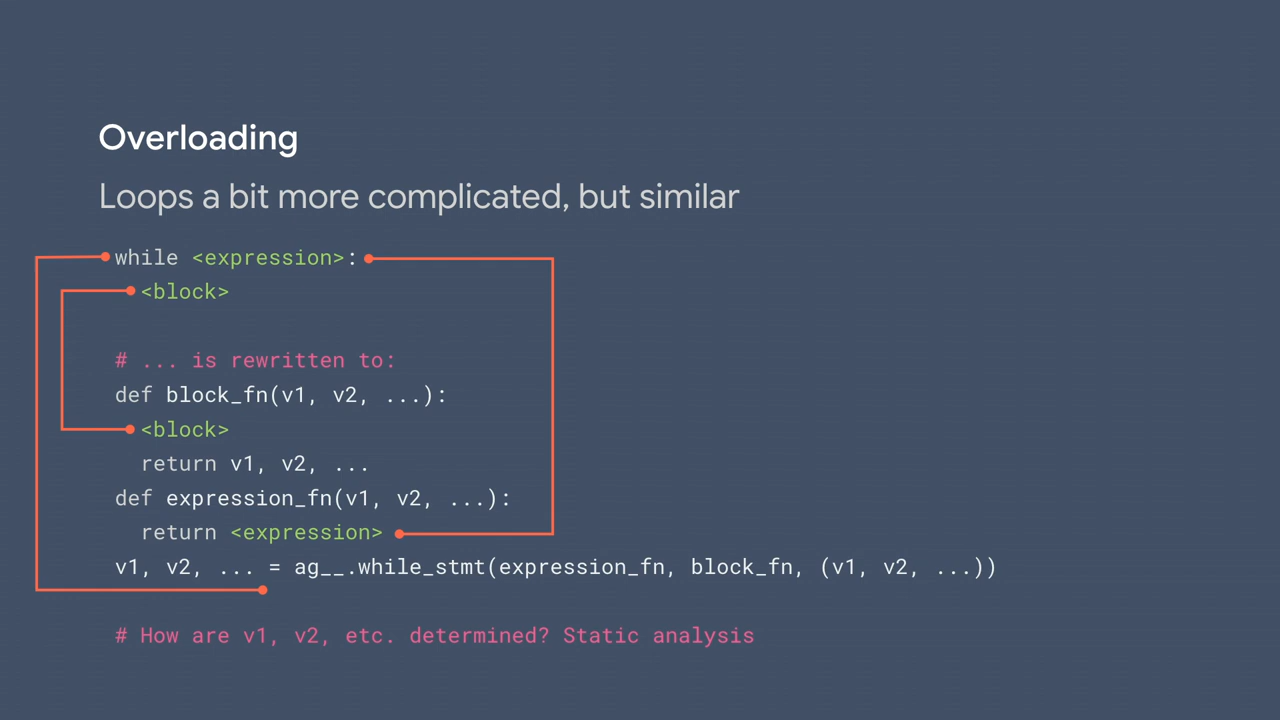 Overloading
Loops a bit more complicated, but similar
while <expression>:
<block>
# ... is rewritten to:
def block_fn(v1, v2, ...):
<block>
return v1, v2, ...
def expression_fn(v1, v2, ...):
return <expression>
v1, v2, ... = ag__.while_stmt(expression_fn, block_fn, (v1, v2, ...))
# How are v1, v2, etc. determined? Static analysis